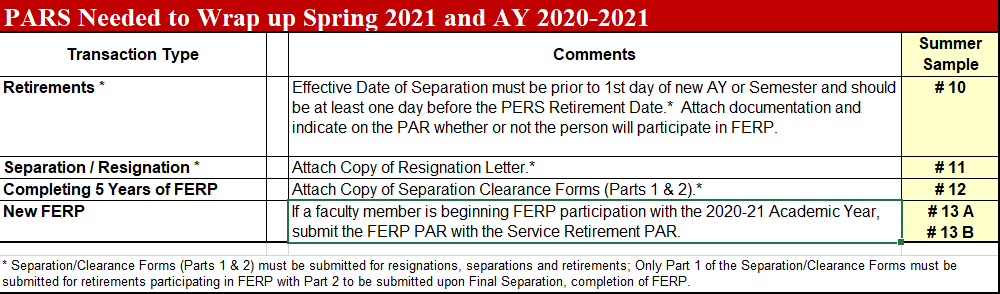 PARS Needed to Wrap up Spring 2021 and AY 2020-2021
Transaction Type
Comments
Summer
Sample
Retirements *
Effective Date of Separation must be prior to 1st day of new AY or Semester and should
be at least one day before the PERS Retirement Date.*  Attach documentation and
indicate on the PAR whether or not the person will participate in FERP.
# 10
Separation / Resignation *
Attach Copy of Resignation Letter.*
# 11
Completing 5 Years of FERP
Attach Copy of Separation Clearance Forms (Parts 1 & 2).*
# 12
New FERP
If a faculty member is beginning FERP participation with the 2020-21 Academic Year,
submit the FERP PAR with the Service Retirement PAR.
# 13 A
# 13 B
* Separation/Clearance Forms (Parts 1 & 2) must be submitted for resignations, separations and retirements; Only Part 1 of the Separation/Clearance Forms must be
submitted for retirements participating in FERP with Part 2 to be submitted upon Final Separation, completion of FERP.